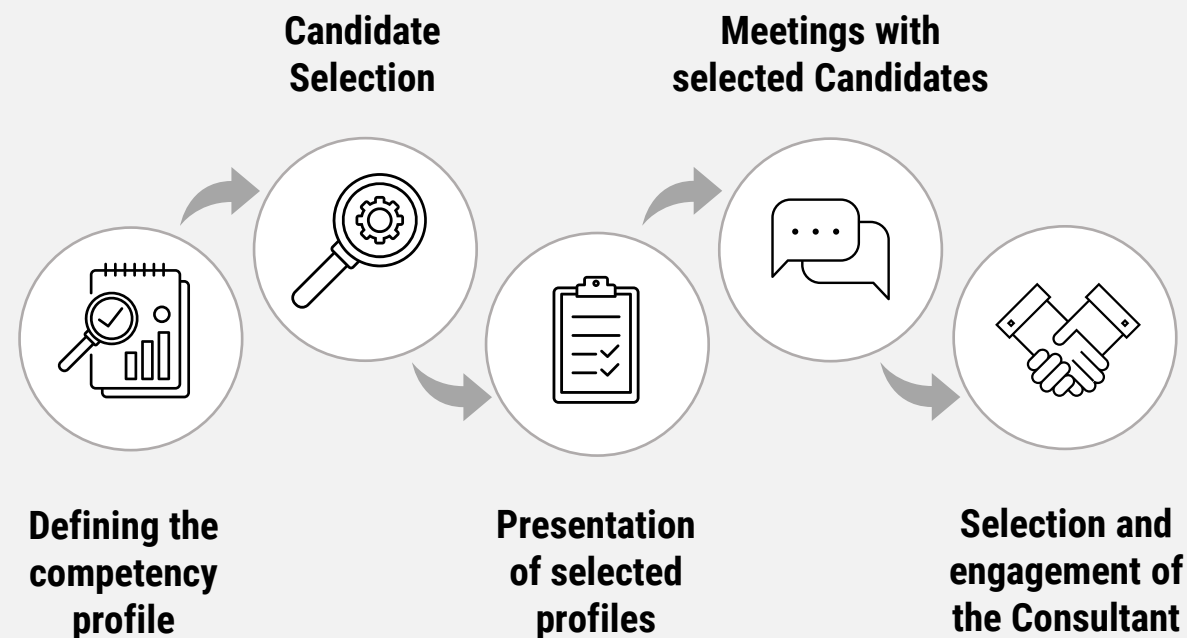 Candidate
Selection
Meetings with
selected Candidates
Defining the
competency
profile
Presentation
of selected
profiles
Selection and
engagement of
the Consultant